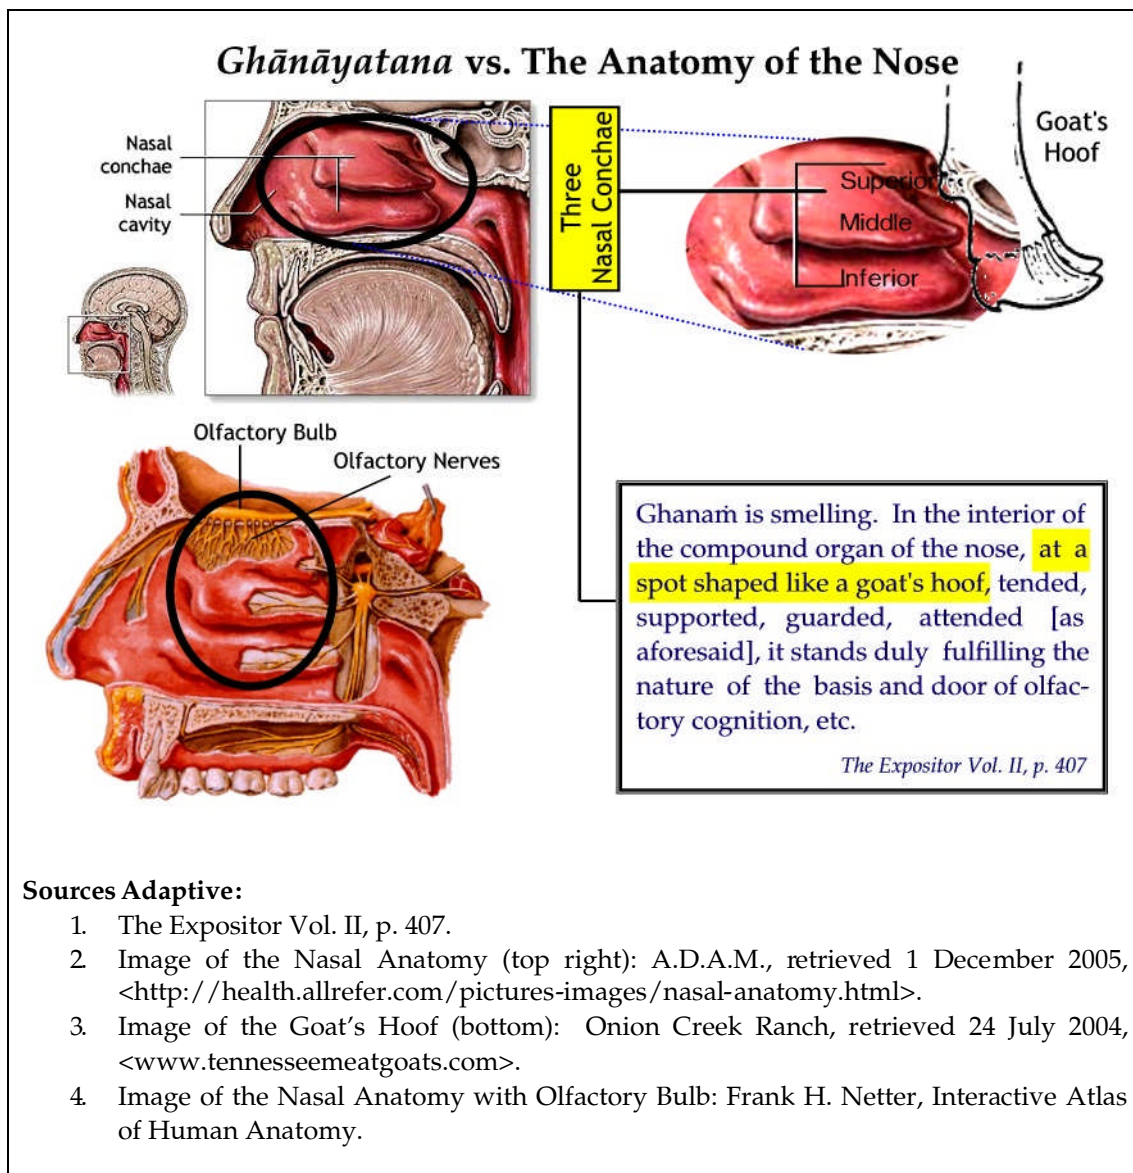 Ghānāyatana vs. The Anatomy of the Nose
Nasal
conchae
Nasal
cavity
Three
Nasal Conchae
Superior
Middle
Inferior
Goat's
Hoof
Olfactory Bulb
Olfactory Nerves
Ghanaṁ is smelling. In the interior of
the compound organ of the nose, at a
spot shaped like a goat's hoof, tended,
supported, guarded, attended [as
aforesaid], it stands duly fulfilling the
nature of the basis and door of olfac-
tory cognition, etc.
The Expositor Vol. II, p. 407
Sources Adaptive:
1. The Expositor Vol. II, p. 407.
2. Image of the Nasal Anatomy (top right): A.D.A.M., retrieved 1 December 2005,
<http://health.allrefer.com/pictures-images/nasal-anatomy.html>.
3. Image of the Goat’s Hoof (bottom): Onion Creek Ranch, retrieved 24 July 2004,
<www.tennesseemeatgoats.com>.
4. Image of the Nasal Anatomy with Olfactory Bulb: Frank H. Netter, Interactive Atlas
of Human Anatomy.